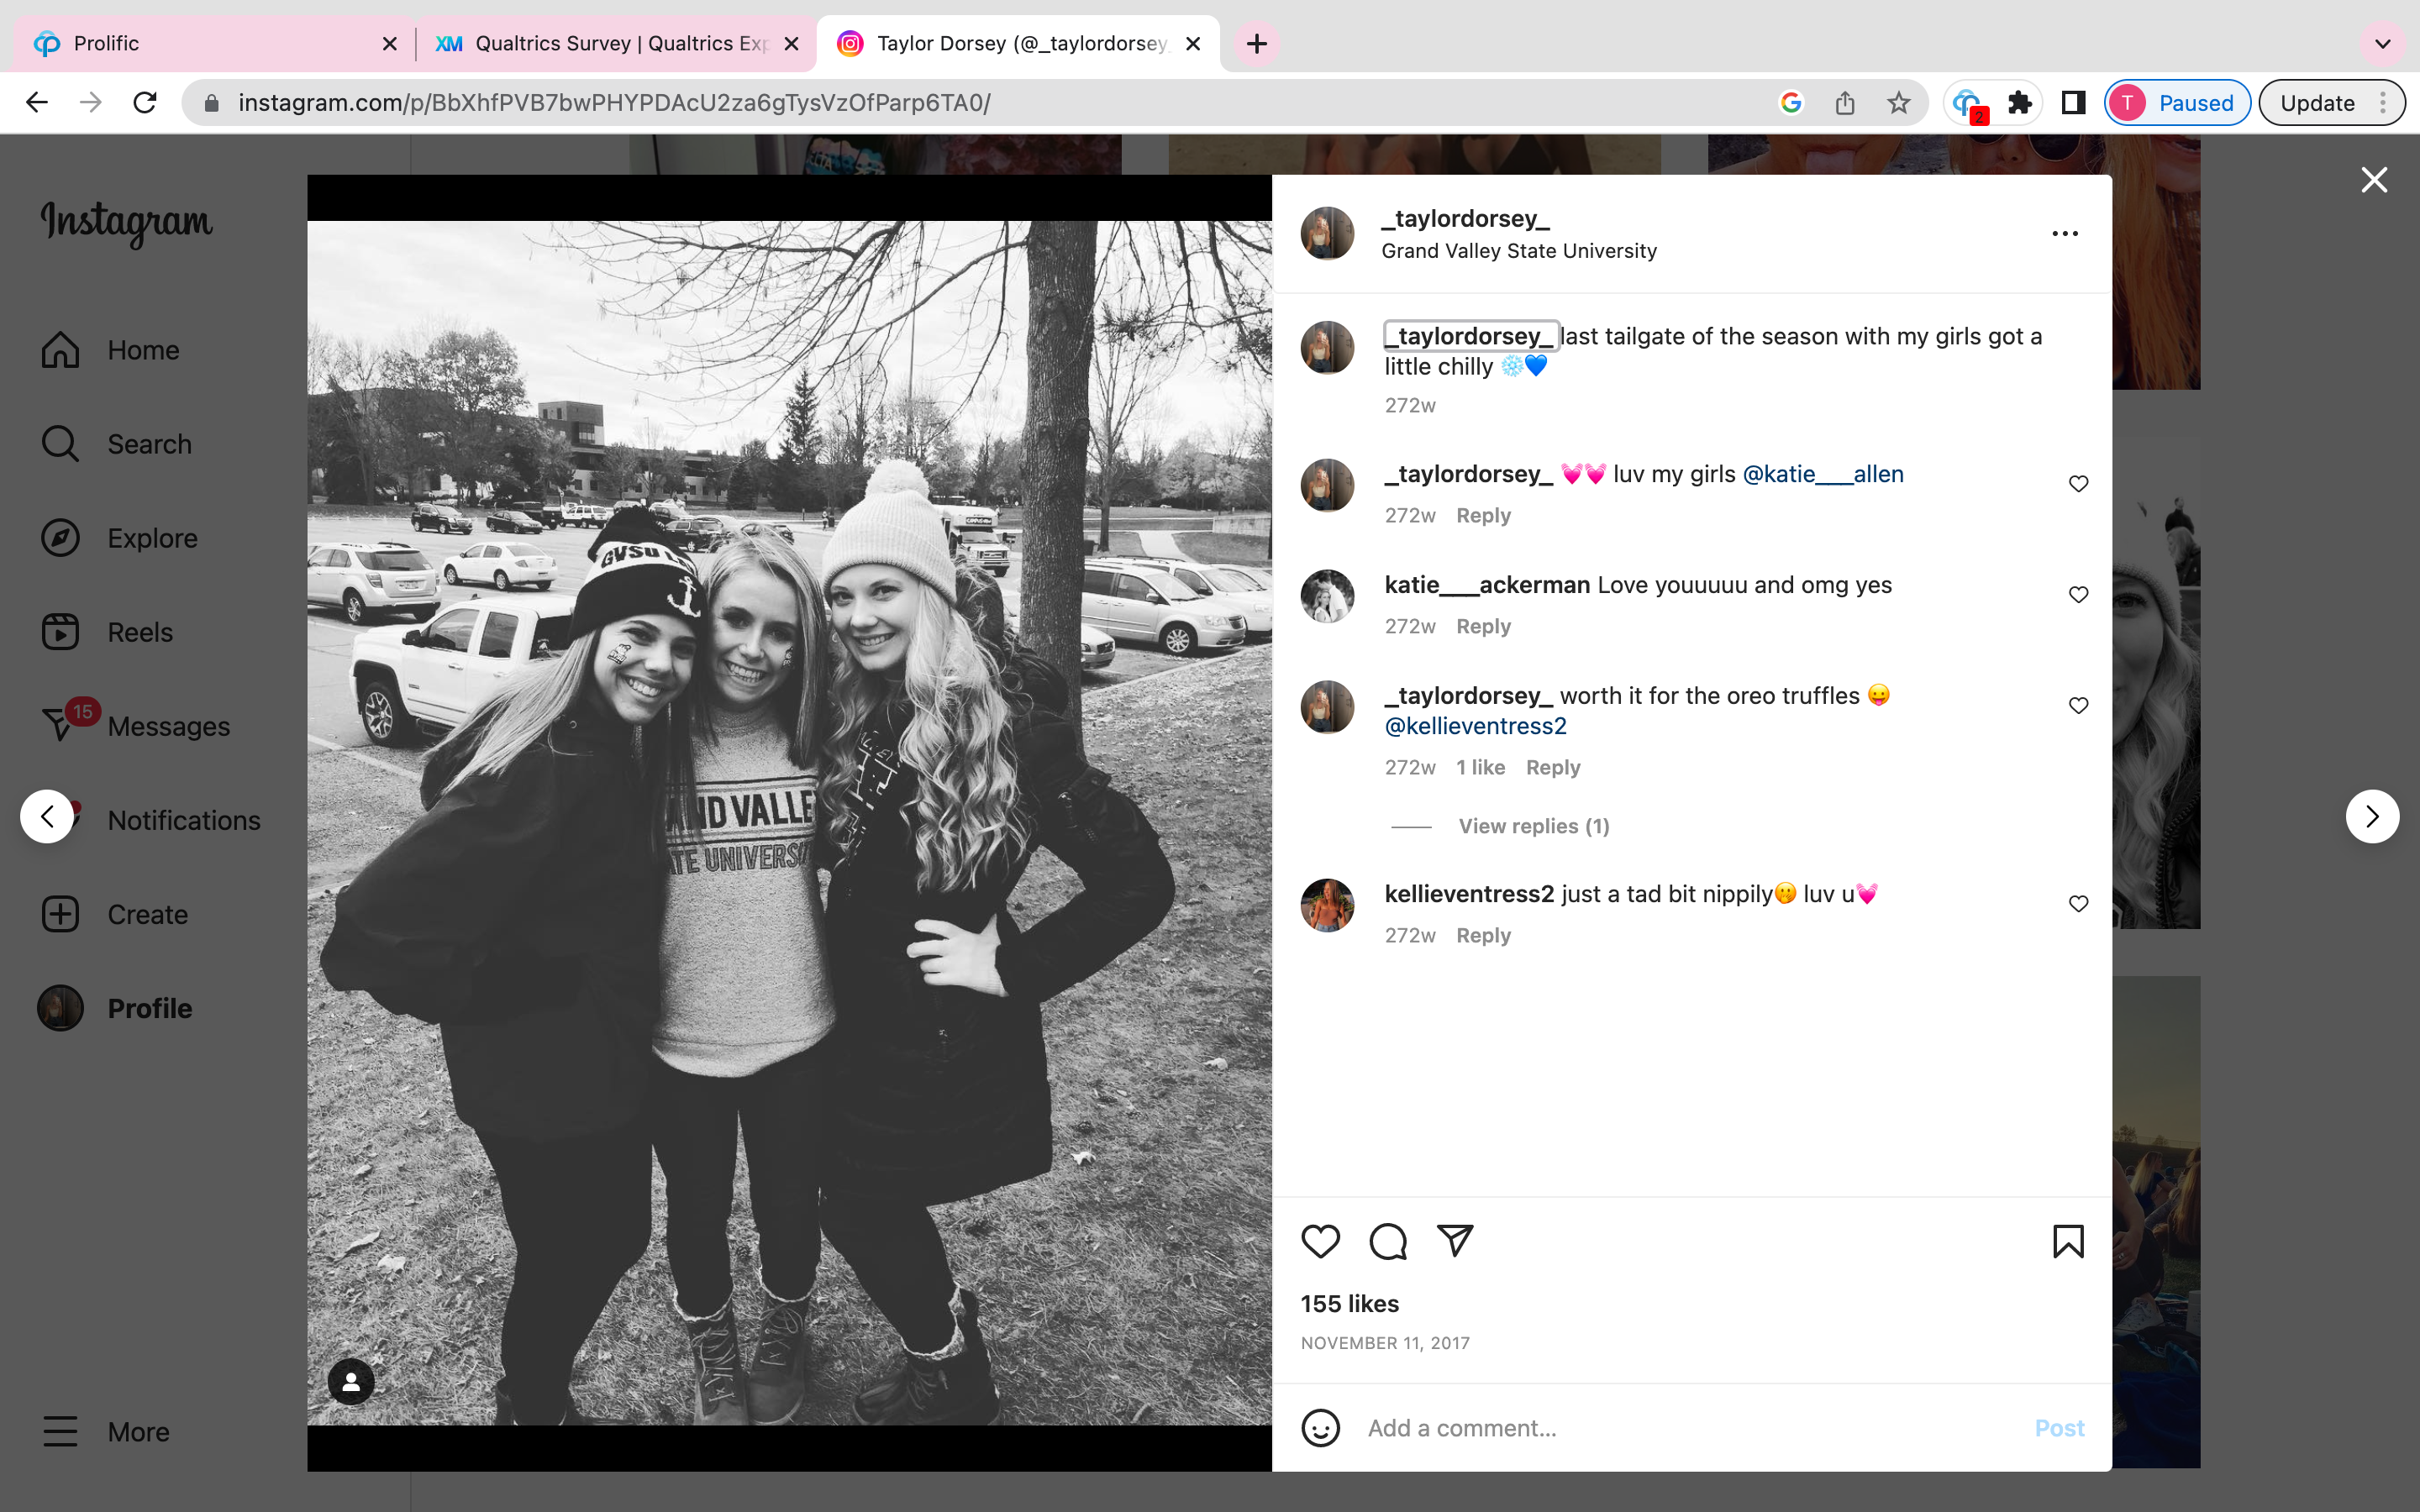 Prolific
Qualtrics Survey | Qualtrics Exp
Taylor Dorsey (@_taylordorsey_
instagram.com/p/BbXhfPVB7bwPHYPDAcU2za6gTysVzOfParp6TA0/
2
T
Paused
Update
Instagram
Home
Search
Explore
Reels
15
Messages
Notifications
Create
Profile
More
GVSU L
ND VALLE
TE UNIVERSI
_taylordorsey_
Grand Valley State University
_taylordorsey_ last tailgate of the season with my girls got a
little chilly ❄️💙
272w
_taylordorsey_ 💓💓 luv my girls @katie___allen
272w Reply
katie___ackerman Love youuuuu and omg yes
272w Reply
_taylordorsey_ worth it for the oreo truffles 😛
@kellieventress2
272w 1 like Reply
View replies (1)
kellieventress2 just a tad bit nippily🤭 luv u💓
272w Reply
155 likes
NOVEMBER 11, 2017
Add a comment...
Post